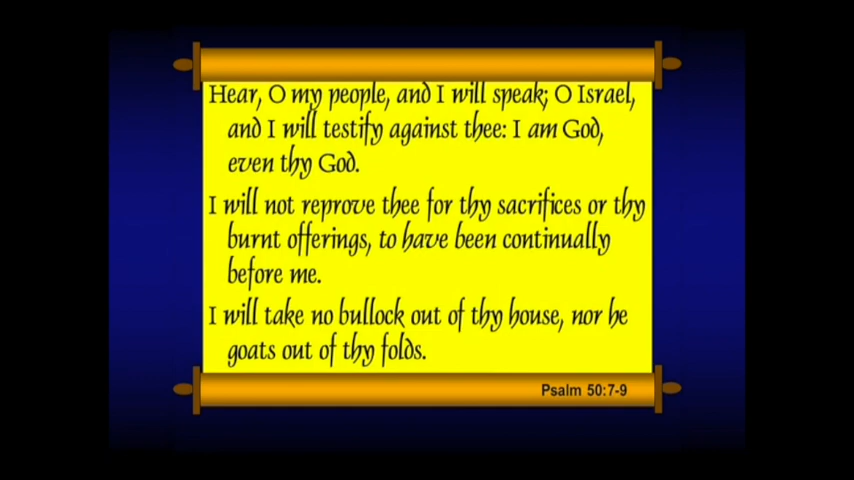 Hear, O my people, and I will speak; O Israel,
and I will testify against thee: I am God,
even thy God.
I will not reprove thee for thy sacrifices or thy
burnt offerings, to have been continually
before me.
I will take no bullock out of thy house, nor he
goats out of thy folds.
Psalm 50:7-9